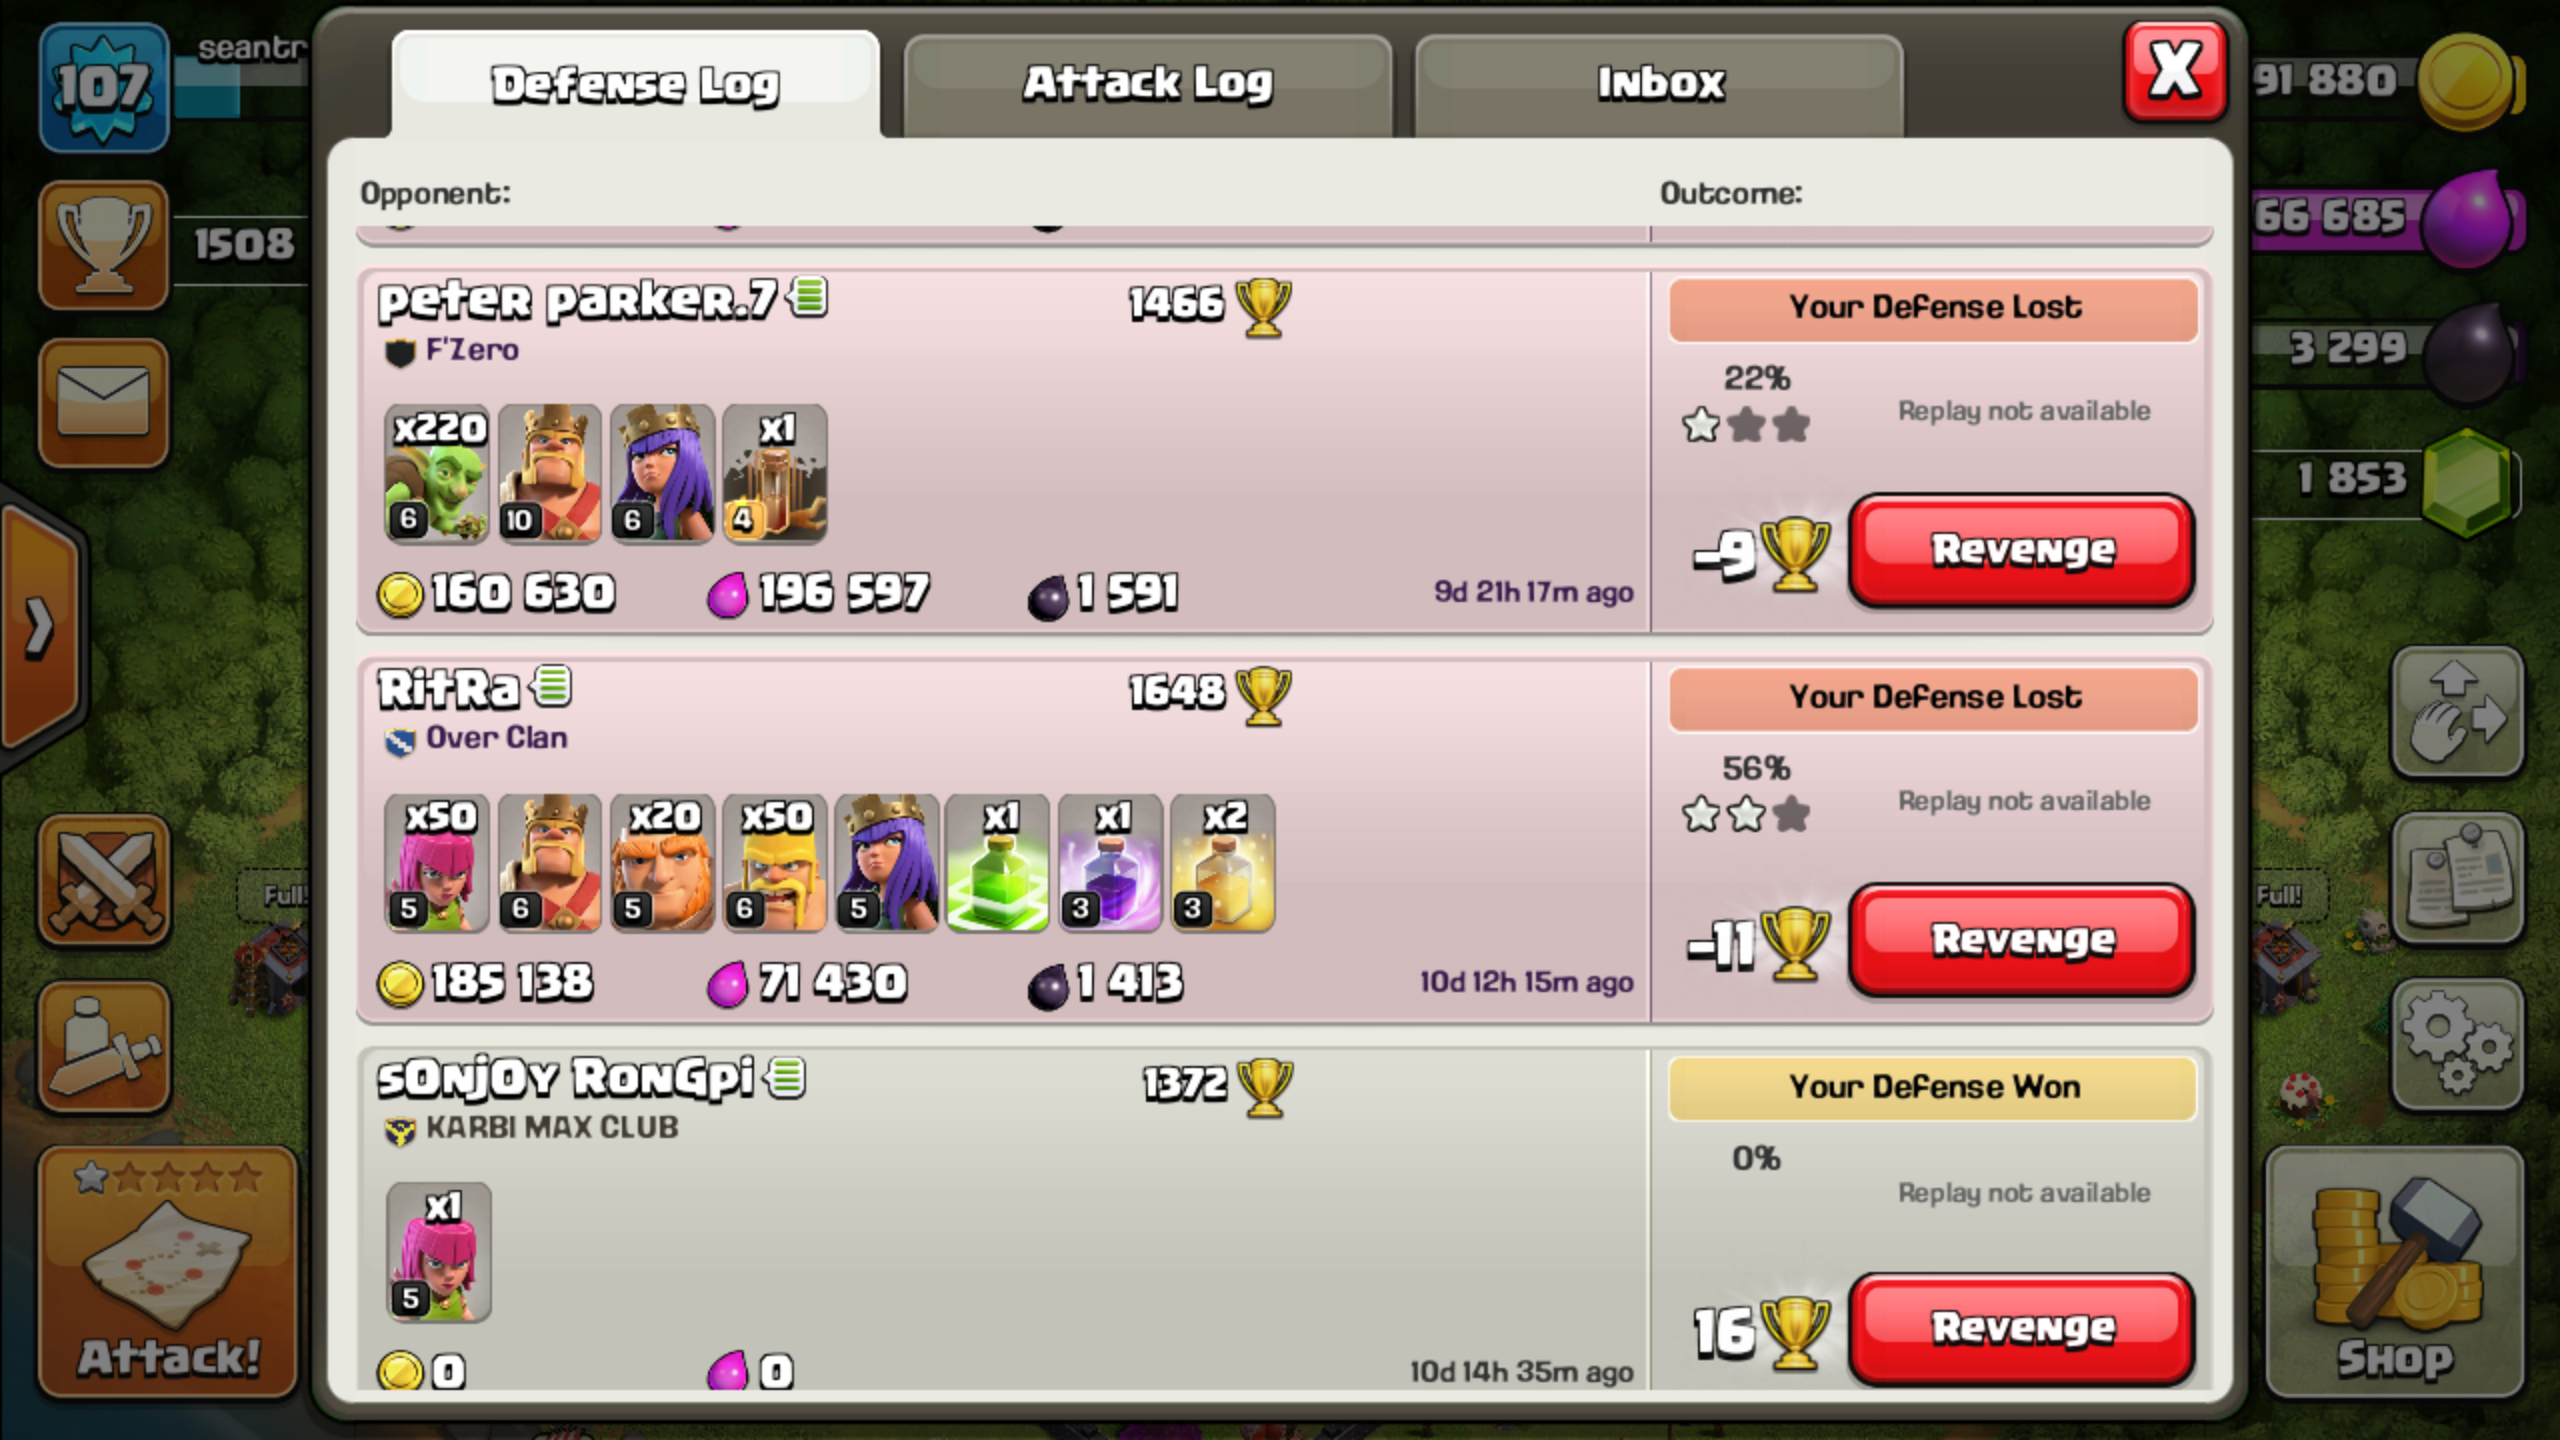 107
seantr
Defense Log
Attack Log
Inbox
X
91 880
Opponent:
Outcome:
1508
66 685
3 299
1 853
peter parker.7
1466
F'Zero
x220
x1
6
10
6
4
160 630
196 597
1 591
9d 21h 17m ago
Your Defense Lost
22%
Replay not available
-9
Revenge
RitRa
1648
Over Clan
x50
x20
x50
x1
x1
x2
5
6
5
6
5
3
3
185 138
71 430
1 413
10d 12h 15m ago
Your Defense Lost
56%
Replay not available
-11
Revenge
Full!
Full!
sOnjOy RonGpi
1372
KARBI MAX CLUB
x1
5
0
0
10d 14h 35m ago
Your Defense Won
0%
Replay not available
16
Revenge
Attack!
Shop